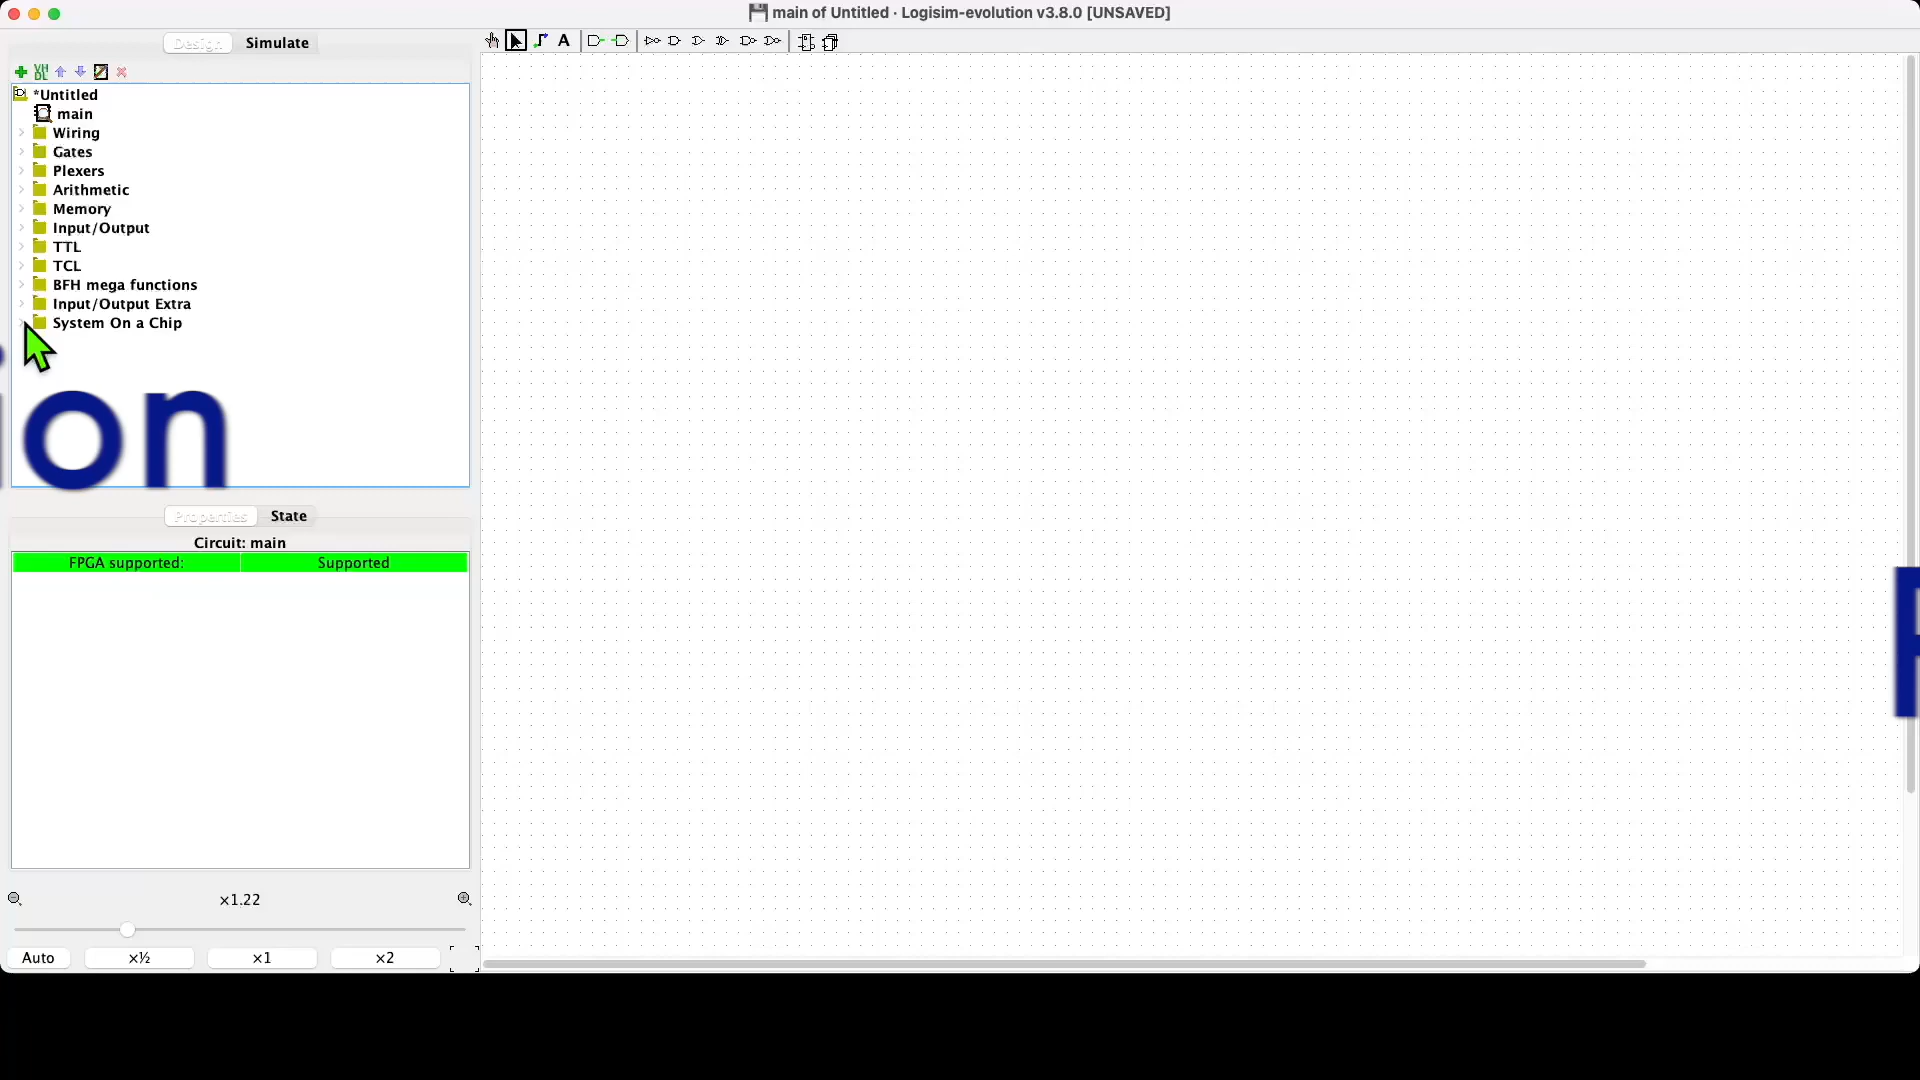 main of Untitled · Logisim-evolution v3.8.0 [UNSAVED]
Design Simulate
A
VHDL
*Untitled
main
Wiring
Gates
Plexers
Arithmetic
Memory
Input/Output
TTL
TCL
BFH mega functions
Input/Output Extra
System On a Chip
on
Properties State
Circuit: main
FPGA supported: Supported
×1.22
Auto ×½ ×1 ×2